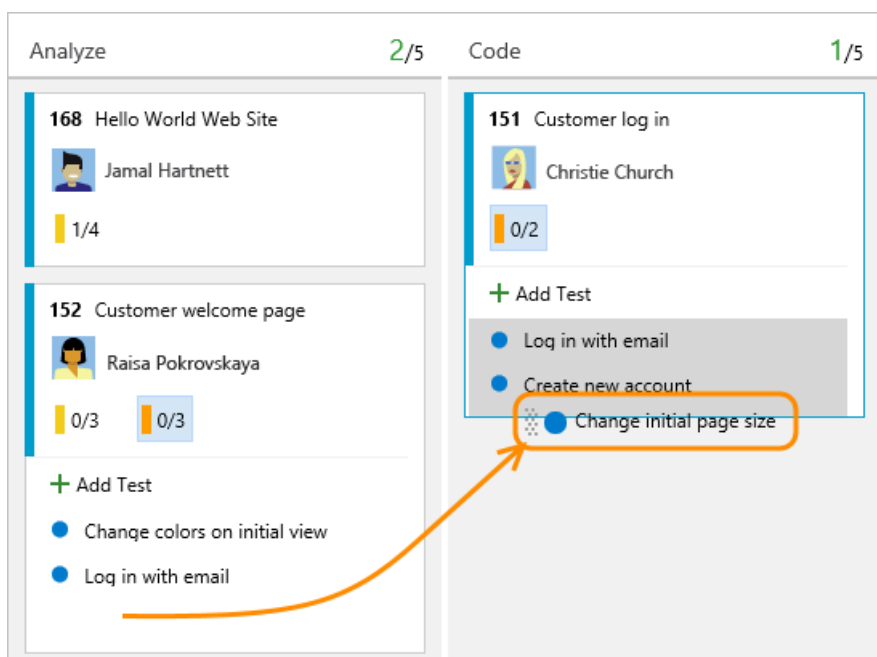 Analyze 2/5
168 Hello World Web Site
Jamal Hartnett
1/4
152 Customer welcome page
Raisa Pokrovskaya
0/3 0/3
+ Add Test
Change colors on initial view
Log in with email
Code 1/5
151 Customer log in
Christie Church
0/2
+ Add Test
Log in with email
Create new account
Change initial page size